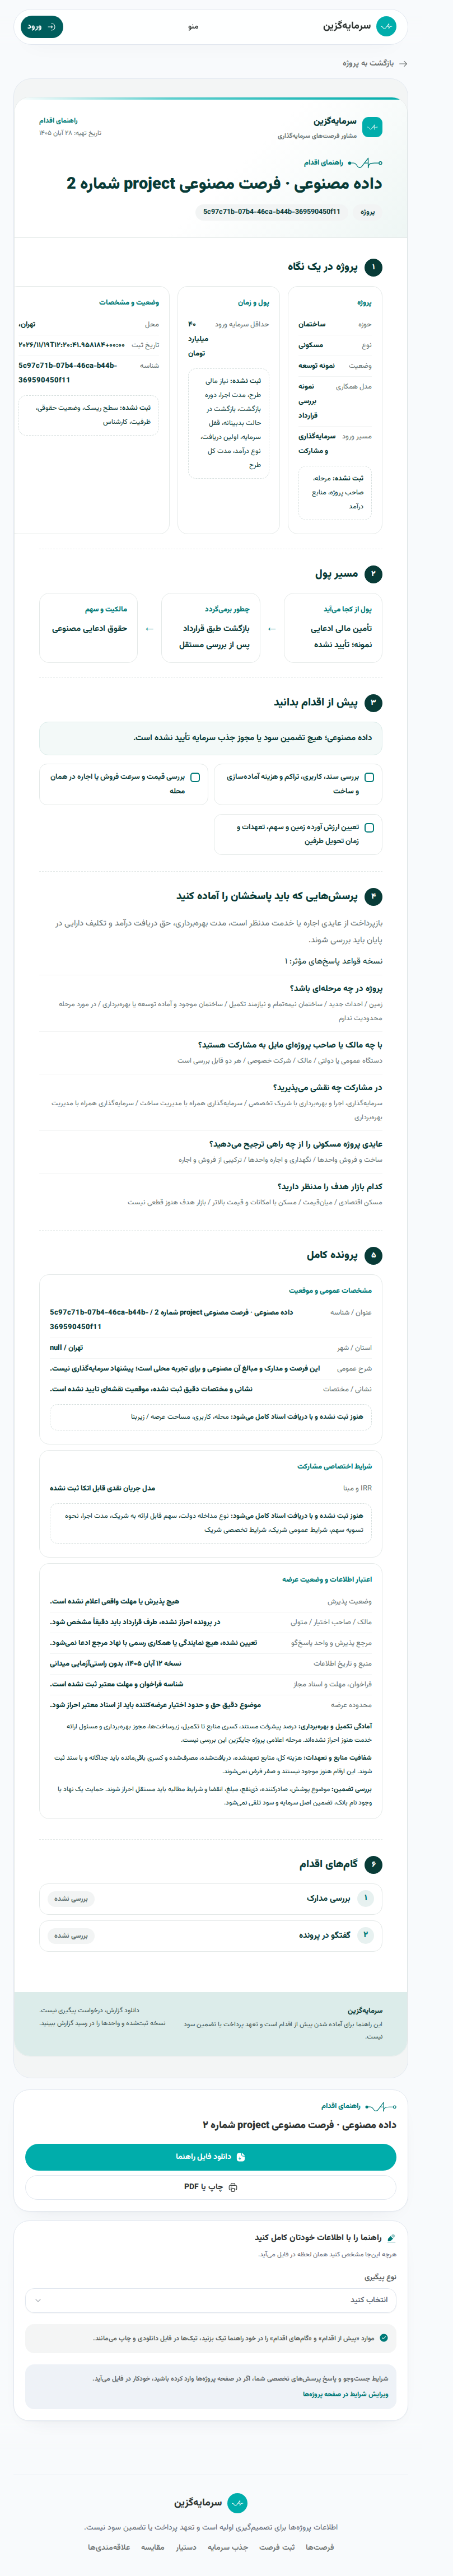 سرمایه‌گزین
منو
ورود
بازگشت به پروژه
سرمایه‌گزین
مشاور فرصت‌های سرمایه‌گذاری
راهنمای اقدام
تاریخ تهیه: ۲۸ آبان ۱۴۰۵
راهنمای اقدام
داده مصنوعی · فرصت مصنوعی project شماره 2
پروژه
5c97c71b-07b4-46ca-b44b-369590450f11
۱ پروژه در یک نگاه
پروژه
حوزه ساختمان
نوع مسکونی
وضعیت نمونه توسعه
مدل همکاری نمونه
بررسی
قرارداد
مسیر ورود سرمایه‌گذاری
و مشارکت
ثبت نشده: مرحله،
صاحب پروژه، منابع
درآمد
پول و زمان
حداقل سرمایه ورود ۴۰
میلیارد
تومان
ثبت نشده: نیاز مالی
طرح، مدت اجرا، دوره
بازگشت، بازگشت در
حالت بدبینانه، قفل
سرمایه، اولین دریافت،
نوع درآمد، مدت کل
طرح
وضعیت و مشخصات
محل تهران،
تاریخ ثبت ۲۰۲۶/۱۱/۱۹T۱۲:۲۰:۴۱.۹۵۸۱۸۴+۰۰:۰۰
شناسه 5c97c71b-07b4-46ca-b44b-
369590450f11
ثبت نشده: سطح ریسک، وضعیت حقوقی،
ظرفیت، کارشناس
۲ مسیر پول
پول از کجا می‌آید
تأمین مالی ادعایی
نمونه؛ تأیید نشده
←
چطور برمی‌گردد
بازگشت طبق قرارداد
پس از بررسی مستقل
←
مالکیت و سهم
حقوق ادعایی مصنوعی
۳ پیش از اقدام بدانید
داده مصنوعی؛ هیچ تضمین سود یا مجوز جذب سرمایه تأیید نشده است.
بررسی سند، کاربری، تراکم و هزینه آماده‌سازی
و ساخت
بررسی قیمت و سرعت فروش یا اجاره در همان
محله
تعیین ارزش آورده زمین و سهم، تعهدات و
زمان تحویل طرفین
۴ پرسش‌هایی که باید پاسخشان را آماده کنید
بازپرداخت از عایدی اجاره یا خدمت مدنظر است، مدت بهره‌برداری، حق دریافت درآمد و تکلیف دارایی در
پایان باید بررسی شوند.
نسخه قواعد پاسخ‌های مؤثر: ۱
پروژه در چه مرحله‌ای باشد؟
زمین / احداث جدید / ساختمان نیمه‌تمام و نیازمند تکمیل / ساختمان موجود و آماده توسعه یا بهره‌برداری / در مورد مرحله
محدودیت ندارم
با چه مالک یا صاحب پروژه‌ای مایل به مشارکت هستید؟
دستگاه عمومی یا دولتی / مالک / شرکت خصوصی / هر دو قابل بررسی است
در مشارکت چه نقشی می‌پذیرید؟
سرمایه‌گذاری، اجرا و بهره‌برداری با شریک تخصصی / سرمایه‌گذاری همراه با مدیریت ساخت / سرمایه‌گذاری همراه با مدیریت
بهره‌برداری
عایدی پروژه مسکونی را از چه راهی ترجیح می‌دهید؟
ساخت و فروش واحدها / نگهداری و اجاره واحدها / ترکیبی از فروش و اجاره
کدام بازار هدف را مدنظر دارید؟
مسکن اقتصادی / میان‌قیمت / مسکن با امکانات و قیمت بالاتر / بازار هدف هنوز قطعی نیست
۵ پرونده کامل
مشخصات عمومی و موقعیت
عنوان / شناسه داده مصنوعی · فرصت مصنوعی project شماره 2 / 5c97c71b-07b4-46ca-b44b-
369590450f11
استان / شهر تهران / null
شرح عمومی این فرصت و مدارک و مبالغ آن مصنوعی و برای تجربه محلی است؛ پیشنهاد سرمایه‌گذاری نیست.
نشانی / مختصات نشانی و مختصات دقیق ثبت نشده، موقعیت نقشه‌ای تایید نشده است.
هنوز ثبت نشده و با دریافت اسناد کامل می‌شود: محله، کاربری، مساحت عرصه / زیربنا
شرایط اختصاصی مشارکت
IRR و مبنا مدل جریان نقدی قابل اتکا ثبت نشده
هنوز ثبت نشده و با دریافت اسناد کامل می‌شود: نوع مداخله دولت، سهم قابل ارائه به شریک، مدت اجرا، نحوه
تسویه سهم، شرایط عمومی شریک، شرایط تخصصی شریک
اعتبار اطلاعات و وضعیت عرضه
وضعیت پذیرش هیچ پذیرش یا مهلت واقعی اعلام نشده است.
مالک / صاحب اختیار / متولی در پرونده احراز نشده، طرف قرارداد باید دقیقاً مشخص شود.
مرجع پذیرش و واحد پاسخ‌گو تعیین نشده، هیچ نمایندگی یا همکاری رسمی با نهاد مرجع ادعا نمی‌شود.
منبع و تاریخ اطلاعات نسخه ۱۲ آبان ۱۴۰۵، بدون راستی‌آزمایی میدانی
فراخوان، مهلت و اسناد مجاز شناسه فراخوان و مهلت معتبر ثبت نشده است.
محدوده عرضه موضوع دقیق حق و حدود اختیار عرضه‌کننده باید از اسناد معتبر احراز شود.
آمادگی تکمیل و بهره‌برداری: درصد پیشرفت مستند، کسری منابع تا تکمیل، زیرساخت‌ها، مجوز بهره‌برداری و مسئول ارائه
خدمت هنوز احراز نشده‌اند. مرحله اعلامی پروژه جایگزین این بررسی نیست.
شفافیت منابع و تعهدات: هزینه کل، منابع تعهدشده، دریافت‌شده، مصرف‌شده و کسری باقی‌مانده باید جداگانه و با سند ثبت
شوند. این ارقام هنوز موجود نیستند و صفر فرض نمی‌شوند.
بررسی تضمین: موضوع پوشش، صادرکننده، ذی‌نفع، مبلغ، انقضا و شرایط مطالبه باید مستقل احراز شوند. حمایت یک نهاد یا
وجود نام بانک، تضمین اصل سرمایه و سود تلقی نمی‌شود.
۶ گام‌های اقدام
۱ بررسی مدارک بررسی نشده
۲ گفتگو در پرونده بررسی نشده
سرمایه‌گزین
این راهنما برای آماده شدن پیش از اقدام است و تعهد پرداخت یا تضمین سود
نیست.
دانلود گزارش، درخواست پیگیری نیست.
نسخه ثبت‌شده و واحدها را در رسید گزارش ببینید.
راهنمای اقدام
داده مصنوعی · فرصت مصنوعی project شماره ۲
دانلود فایل راهنما
چاپ یا PDF
راهنما را با اطلاعات خودتان کامل کنید
هرچه این‌جا مشخص کنید همان لحظه در فایل می‌آید.
نوع پیگیری
انتخاب کنید
موارد «پیش از اقدام» و «گام‌های اقدام» را در خود راهنما تیک بزنید، تیک‌ها در فایل دانلودی و چاپ می‌مانند.
شرایط جست‌وجو و پاسخ پرسش‌های تخصصی شما، اگر در صفحه پروژه‌ها وارد کرده باشید، خودکار در فایل می‌آید.
ویرایش شرایط در صفحه پروژه‌ها
سرمایه‌گزین
اطلاعات پروژه‌ها برای تصمیم‌گیری اولیه است و تعهد پرداخت یا تضمین سود نیست.
فرصت‌ها ثبت فرصت جذب سرمایه دستیار مقایسه علاقه‌مندی‌ها